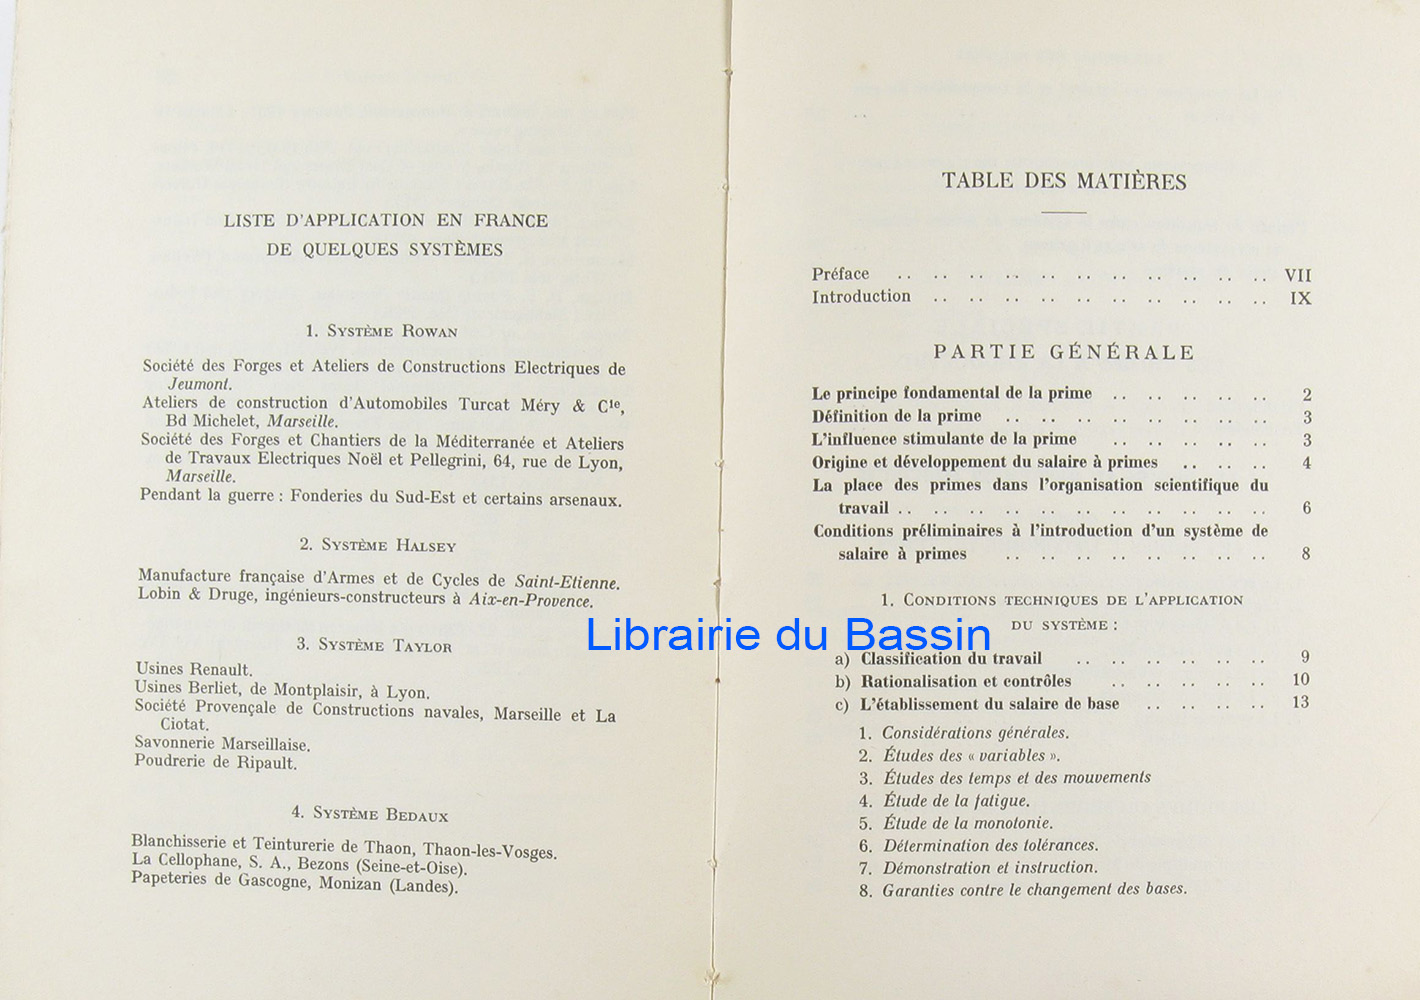 LISTE D'APPLICATION EN FRANCE
DE QUELQUES SYSTÈMES
1. SYSTÈME ROWAN
Société des Forges et Ateliers de Constructions Electriques de
Jeumont.
Ateliers de construction d'Automobiles Turcat Méry & Cie,
Bd Michelet, Marseille.
Société des Forges et Chantiers de la Méditerranée et Ateliers
de Travaux Electriques Noël et Pellegrini, 64, rue de Lyon,
Marseille.
Pendant la guerre : Fonderies du Sud-Est et certains arsenaux.
2. SYSTÈME HALSEY
Manufacture française d'Armes et de Cycles de Saint-Etienne.
Lobin & Druge, ingénieurs-constructeurs à Aix-en-Provence.
3. SYSTÈME TAYLOR
Usines Renault.
Usines Berliet, de Montplaisir, à Lyon.
Société Provençale de Constructions navales, Marseille et La
Ciotat.
Savonnerie Marseillaise.
Poudrerie de Ripault.
4. SYSTÈME BEDAUX
Blanchisserie et Teinturerie de Thaon, Thaon-les-Vosges.
La Cellophane, S. A., Bezons (Seine-et-Oise).
Papeteries de Gascogne, Monizan (Landes).
Librairie du Bassin
TABLE DES MATIÈRES
Préface .. .. .. .. .. .. .. .. .. .. .. VII
Introduction .. .. .. .. .. .. .. .. .. .. IX
PARTIE GÉNÉRALE
Le principe fondamental de la prime .. .. .. .. .. 2
Définition de la prime .. .. .. .. .. .. .. .. 3
L'influence stimulante de la prime .. .. .. .. .. 3
Origine et développement du salaire à primes .. .. .. 4
La place des primes dans l'organisation scientifique du
travail .. .. .. .. .. .. .. .. .. .. .. 6
Conditions préliminaires à l'introduction d'un système de
salaire à primes .. .. .. .. .. .. .. .. 8
1. CONDITIONS TECHNIQUES DE L'APPLICATION
DU SYSTÈME :
a) Classification du travail .. .. .. .. .. .. 9
b) Rationalisation et contrôles .. .. .. .. .. 10
c) L'établissement du salaire de base .. .. .. .. 13
1. Considérations générales.
2. Études des « variables ».
3. Études des temps et des mouvements
4. Étude de la fatigue.
5. Étude de la monotonie.
6. Détermination des tolérances.
7. Démonstration et instruction.
8. Garanties contre le changement des bases.